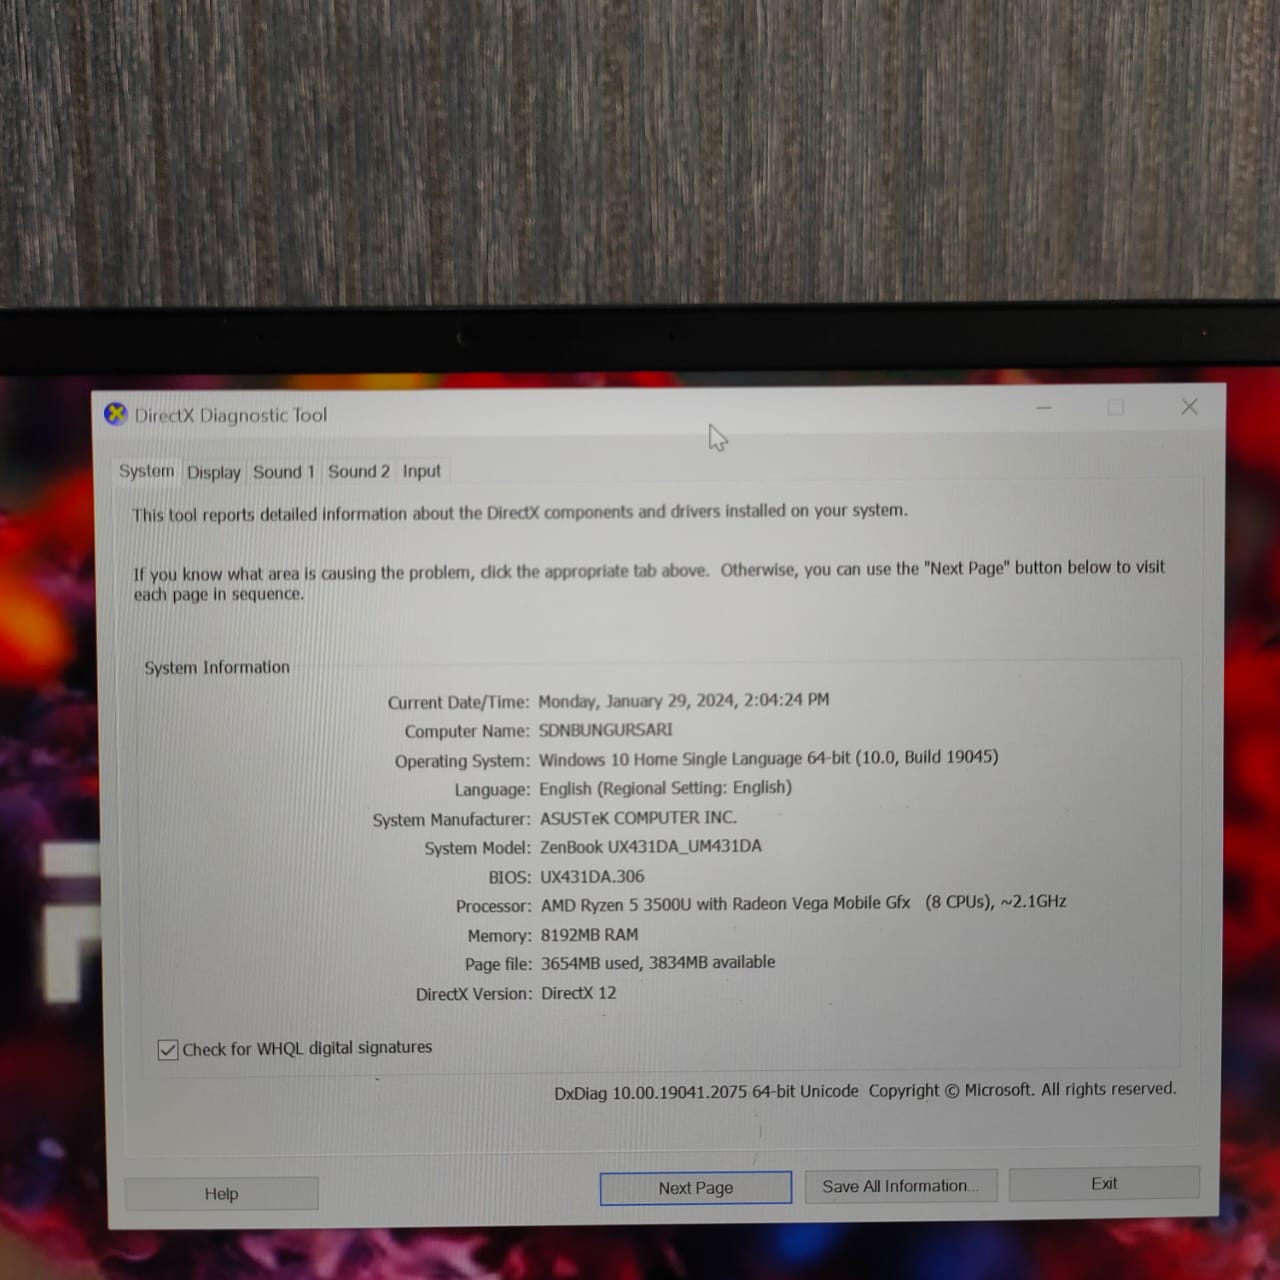 DirectX Diagnostic Tool
System Display Sound 1 Sound 2 Input
This tool reports detailed information about the DirectX components and drivers installed on your system.
If you know what area is causing the problem, click the appropriate tab above. Otherwise, you can use the "Next Page" button below to visit
each page in sequence.
System Information
Current Date/Time: Monday, January 29, 2024, 2:04:24 PM
Computer Name: SDNBUNGURSARI
Operating System: Windows 10 Home Single Language 64-bit (10.0, Build 19045)
Language: English (Regional Setting: English)
System Manufacturer: ASUSTeK COMPUTER INC.
System Model: ZenBook UX431DA_UM431DA
BIOS: UX431DA.306
Processor: AMD Ryzen 5 3500U with Radeon Vega Mobile Gfx (8 CPUs), ~2.1GHz
Memory: 8192MB RAM
Page file: 3654MB used, 3834MB available
DirectX Version: DirectX 12
Check for WHQL digital signatures
DxDiag 10.00.19041.2075 64-bit Unicode Copyright © Microsoft. All rights reserved.
Help Next Page Save All Information... Exit